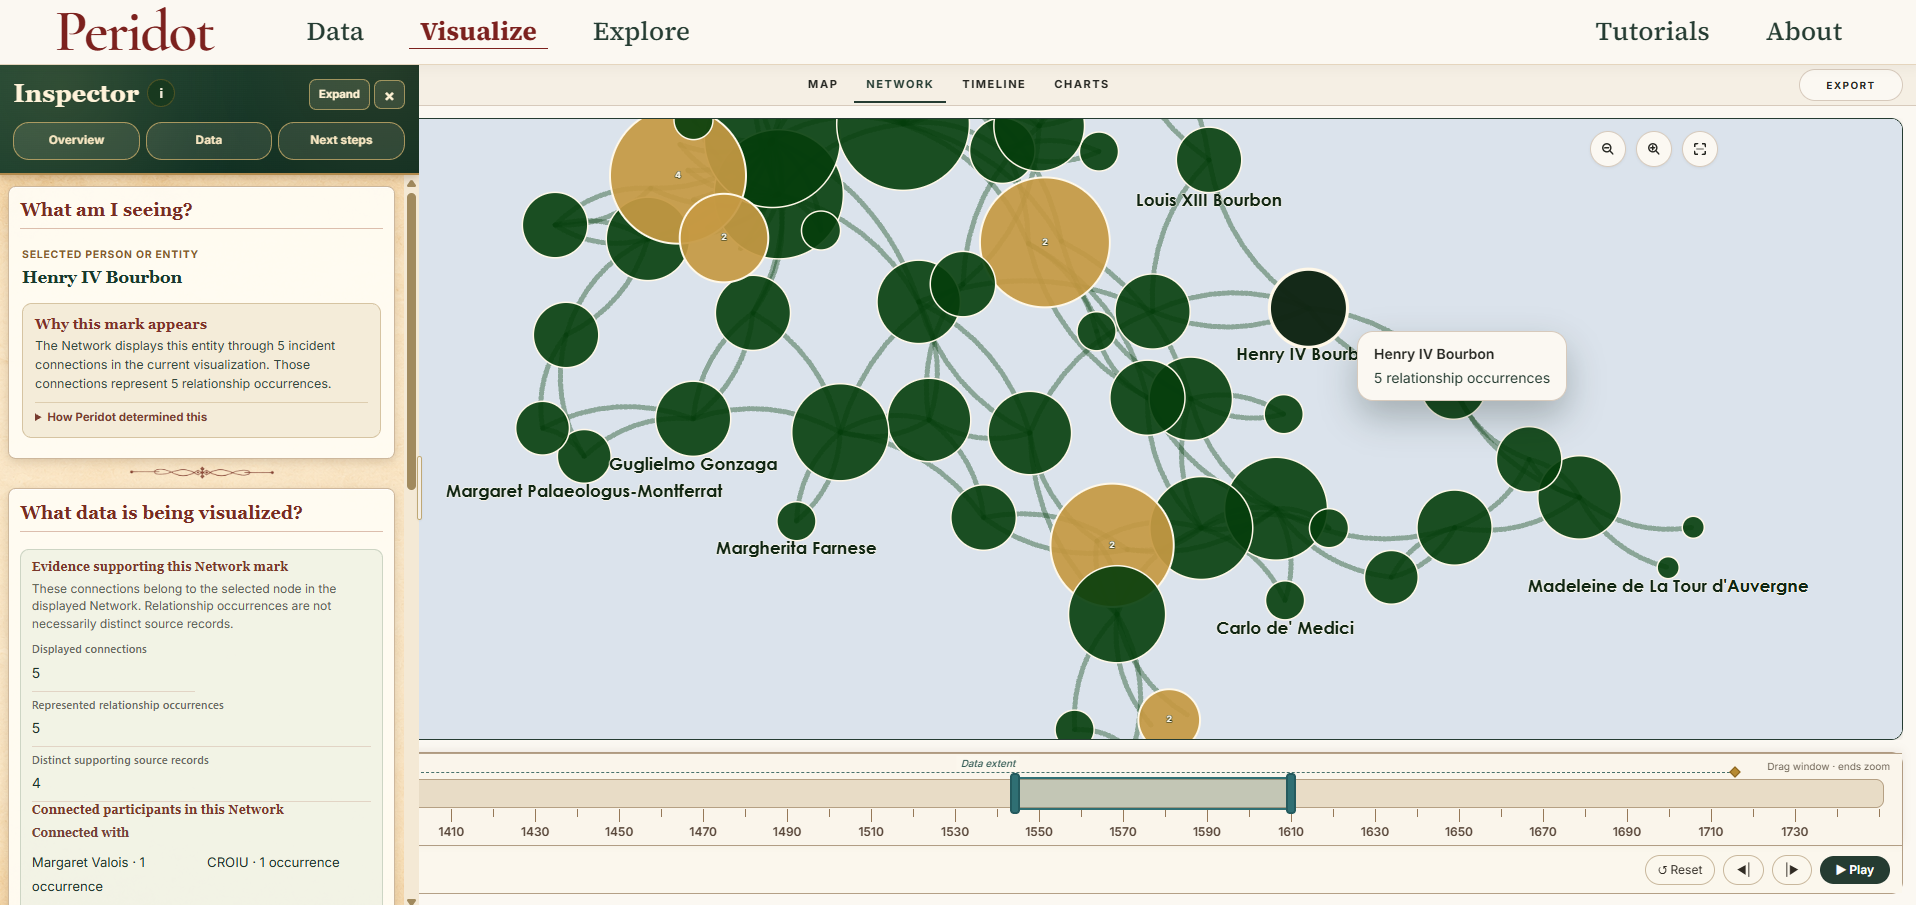 Peridot
Data
Visualize
Explore
Tutorials
About
Inspector
i
Expand
×
Overview
Data
Next steps
MAP
NETWORK
TIMELINE
CHARTS
EXPORT
What am I seeing?
SELECTED PERSON OR ENTITY
Henry IV Bourbon
Why this mark appears
The Network displays this entity through 5 incident
connections in the current visualization. Those
connections represent 5 relationship occurrences.
▶ How Peridot determined this
What data is being visualized?
Evidence supporting this Network mark
These connections belong to the selected node in the
displayed Network. Relationship occurrences are not
necessarily distinct source records.
Displayed connections
5
Represented relationship occurrences
5
Distinct supporting source records
4
Connected participants in this Network
Connected with
Margaret Valois · 1
occurrence
CROIU · 1 occurrence
4
2
2
Louis XIII Bourbon
Henry IV Bourb
Henry IV Bourbon
5 relationship occurrences
Guglielmo Gonzaga
Margaret Palaeologus-Montferrat
Margherita Farnese
2
Madeleine de La Tour d'Auvergne
Carlo de' Medici
2
Data extent
Drag window · ends zoom
1410
1430
1450
1470
1490
1510
1530
1550
1570
1590
1610
1630
1650
1670
1690
1710
1730
↺ Reset
◀|
|▶
▶ Play